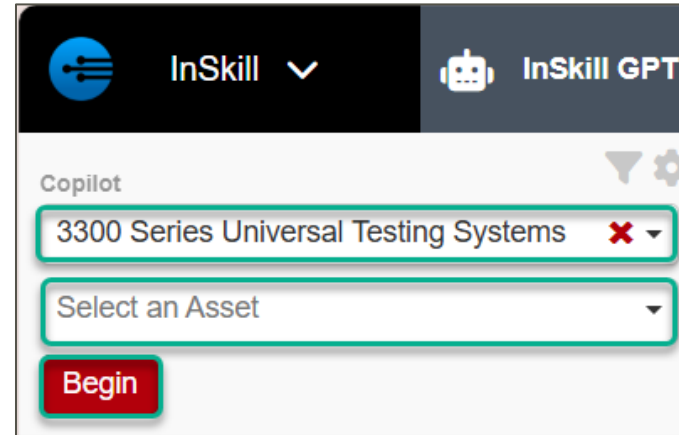 InSkill InSkill GPT
Copilot
3300 Series Universal Testing Systems
Select an Asset
Begin